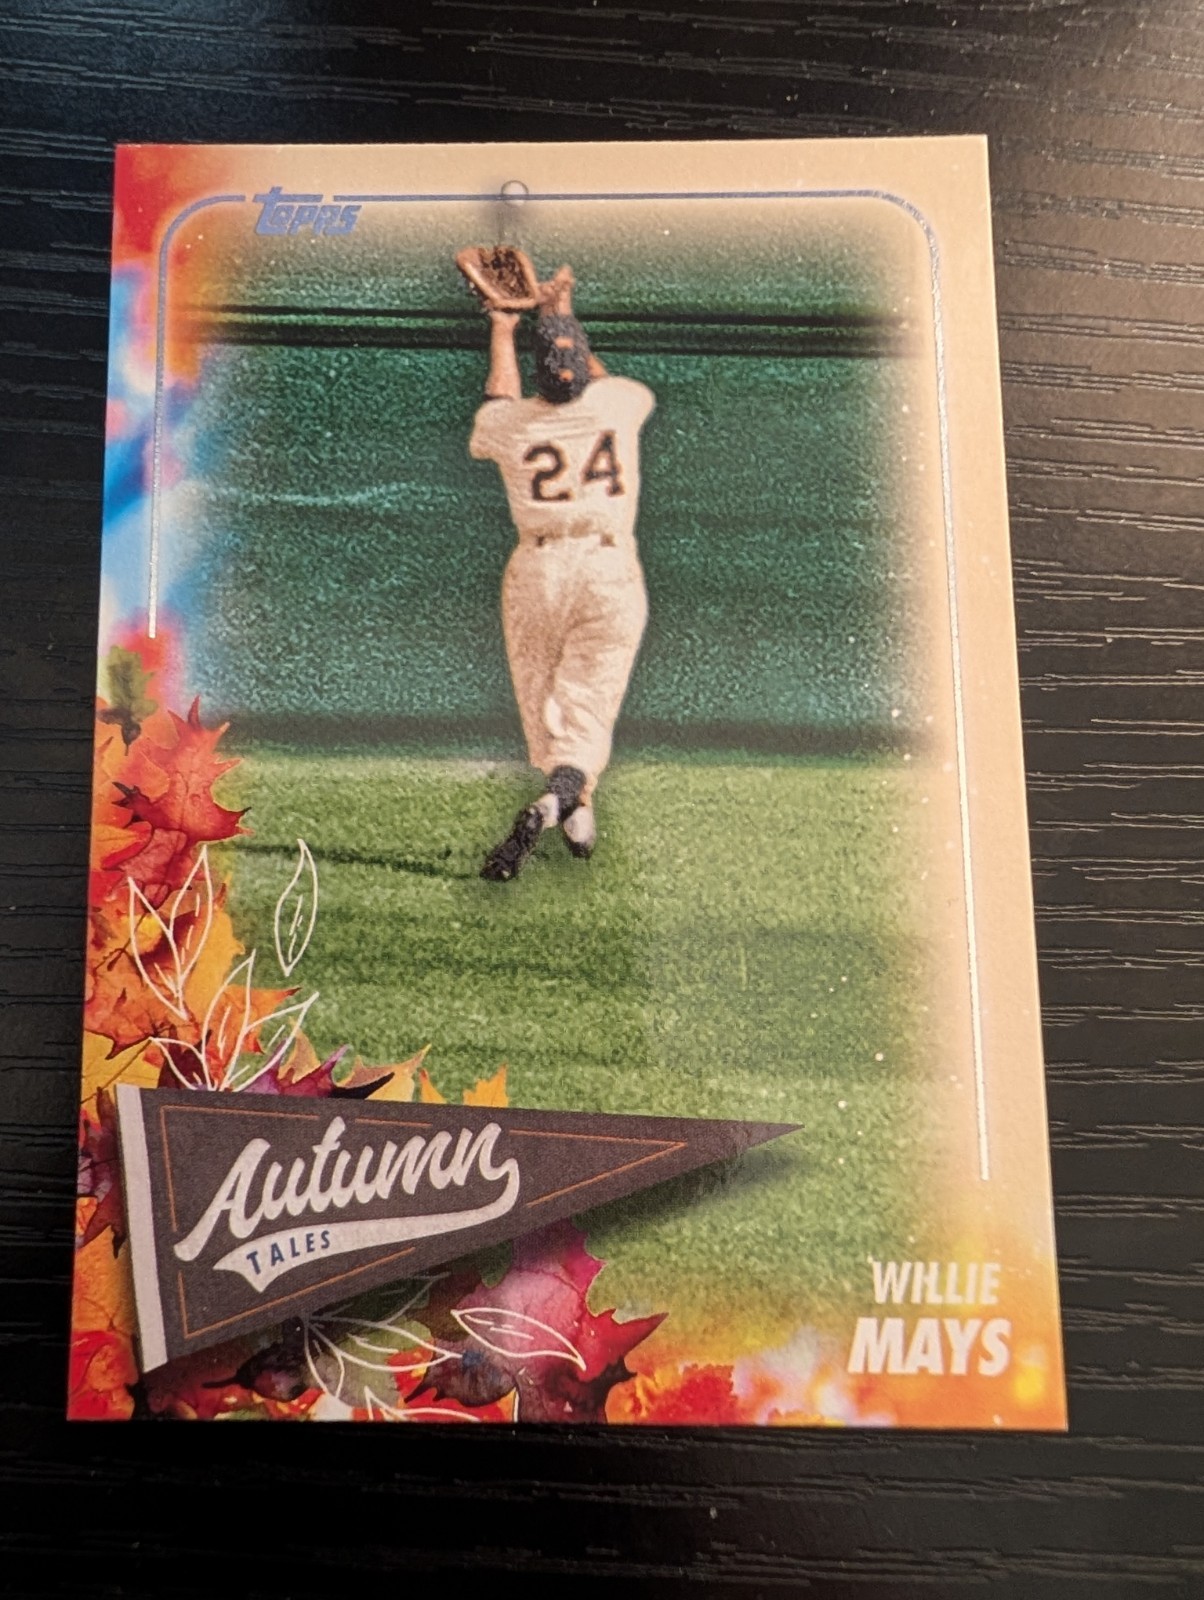 Topps
24
Autumn
TALES
WILLIE
MAYS